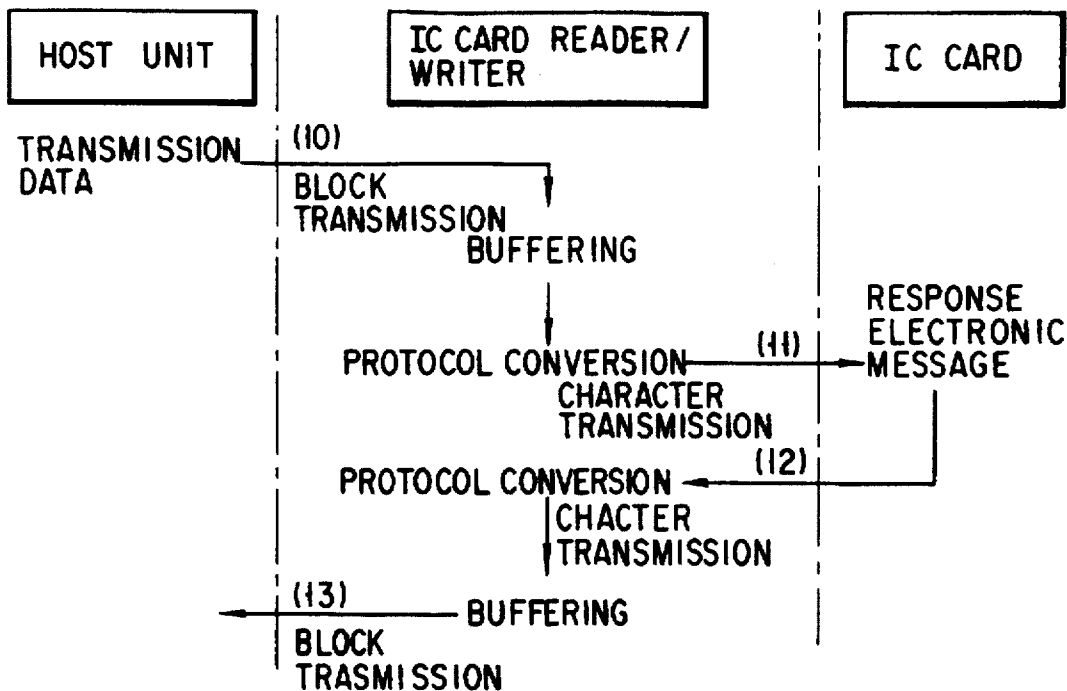 HOST UNIT
IC CARD READER/
WRITER
IC CARD
TRANSMISSION
DATA
(10)
BLOCK
TRANSMISSION
BUFFERING
PROTOCOL CONVERSION
(11)
CHARACTER
TRANSMISSION
RESPONSE
ELECTRONIC
MESSAGE
(12)
PROTOCOL CONVERSION
CHACTER
TRANSMISSION
(13)
BUFFERING
BLOCK
TRASMISSION